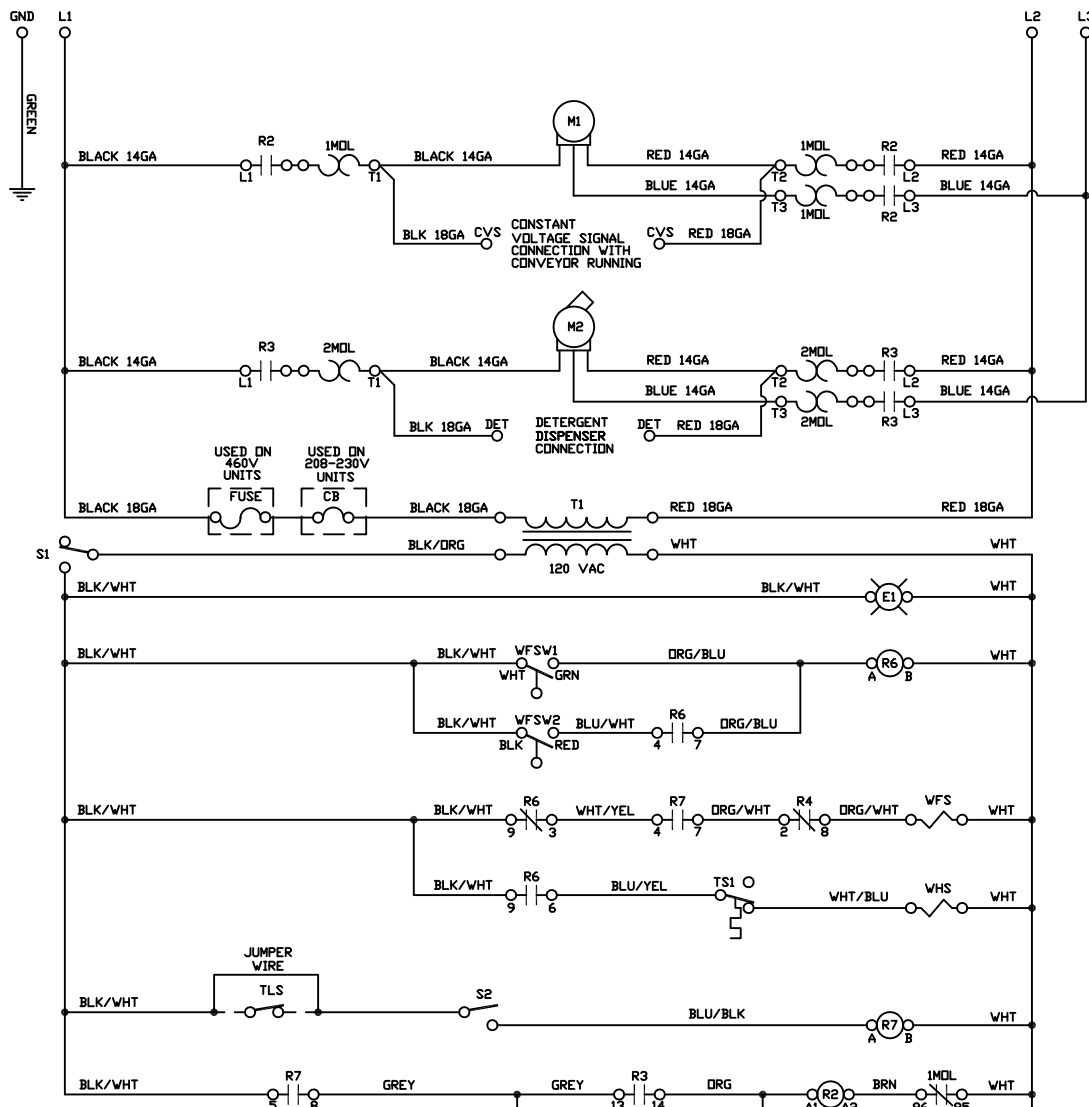 GND L1 L2 L3
GREEN
M1
BLACK 14GA R2 1MOL BLACK 14GA RED 14GA 1MOL R2 RED 14GA
L1 T1 T2 L2
BLUE 14GA BLUE 14GA
T3 1MOL R2 L3
BLK 18GA CVS CONSTANT CVS RED 18GA
VOLTAGE SIGNAL
CONNECTION WITH
CONVEYOR RUNNING
M2
BLACK 14GA R3 2MOL BLACK 14GA RED 14GA 2MOL R3 RED 14GA
L1 T1 T2 L2
BLUE 14GA BLUE 14GA
T3 2MOL R3 L3
BLK 18GA DET DETERGENT DET RED 18GA
DISPENSER
CONNECTION
USED ON USED ON
460V 208-230V
UNITS UNITS
FUSE CB
BLACK 18GA BLACK 18GA T1 RED 18GA RED 18GA
S1 BLK/ORG WHT WHT
120 VAC
BLK/WHT BLK/WHT E1 WHT
BLK/WHT BLK/WHT WFSW1 ORG/BLU R6 WHT
WHT GRN A B
BLK/WHT WFSW2 BLU/WHT R6 ORG/BLU
BLK RED 4 7
BLK/WHT BLK/WHT R6 WHT/YEL R7 ORG/WHT R4 ORG/WHT WFS WHT
9 3 4 7 2 8
BLK/WHT R6 BLU/YEL TS1 WHT/BLU WHS WHT
9 6
JUMPER
WIRE
BLK/WHT TLS S2 BLU/BLK R7 WHT
A B
BLK/WHT R7 GREY GREY R3 ORG R2 BRN 1MOL WHT
5 8 13 14 A1 A2 96 95